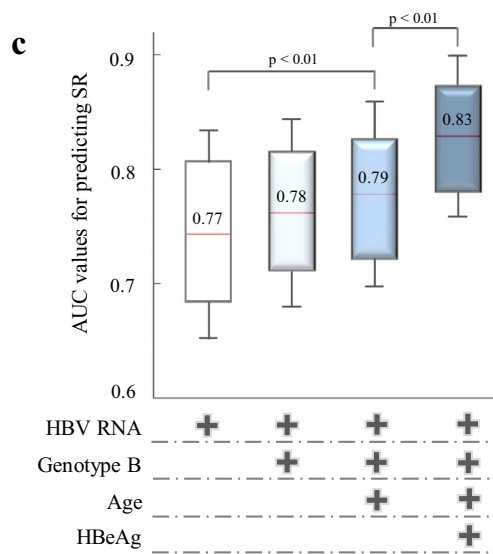 c
p < 0.01
p < 0.01
AUC values for predicting SR
0.9
0.8
0.7
0.6
0.77
0.78
0.79
0.83
HBV RNA + + + +
Genotype B + + +
Age + +
HBeAg +